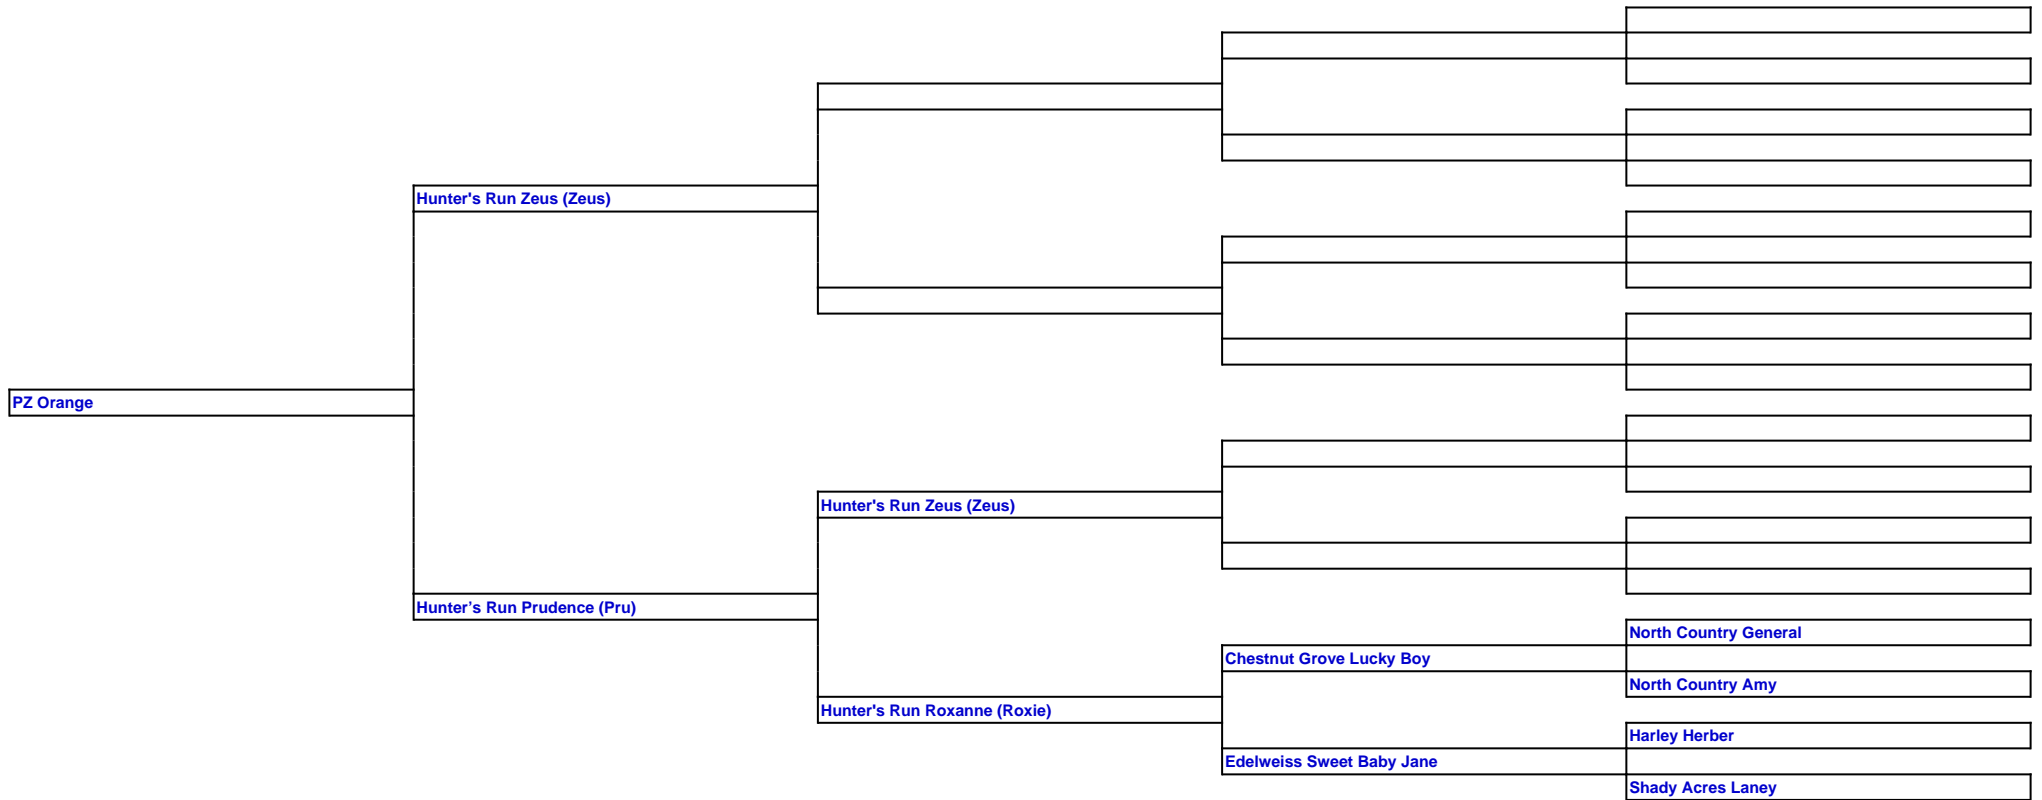 Hunter's Run Zeus (Zeus)
PZ Orange
Hunter's Run Zeus (Zeus)
Hunter’s Run Prudence (Pru)
North Country General
Chestnut Grove Lucky Boy
North Country Amy
Hunter's Run Roxanne (Roxie)
Harley Herber
Edelweiss Sweet Baby Jane
Shady Acres Laney